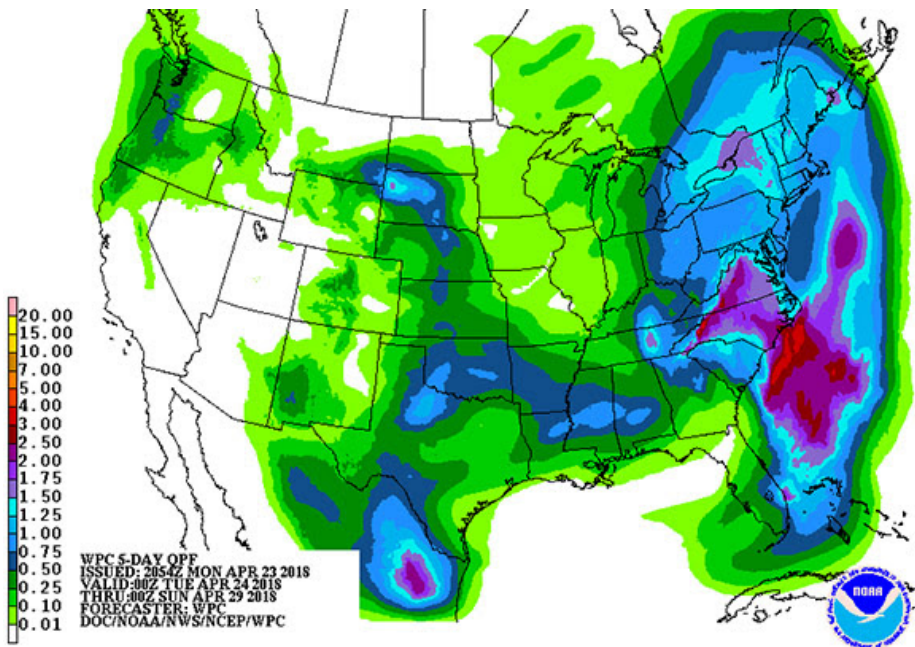 20.00
15.00
10.00
7.00
5.00
4.00
3.00
2.50
2.00
1.75
1.50
1.25
1.00
0.75
0.50
0.25
0.10
0.01
WPC 5-DAY QPF
ISSUED: 2054Z MON APR 23 2018
VALID:00Z TUE APR 24 2018
THRU:00Z SUN APR 29 2018
FORECASTER: WPC
DOC/NOAA/NWS/NCEP/WPC
NOAA